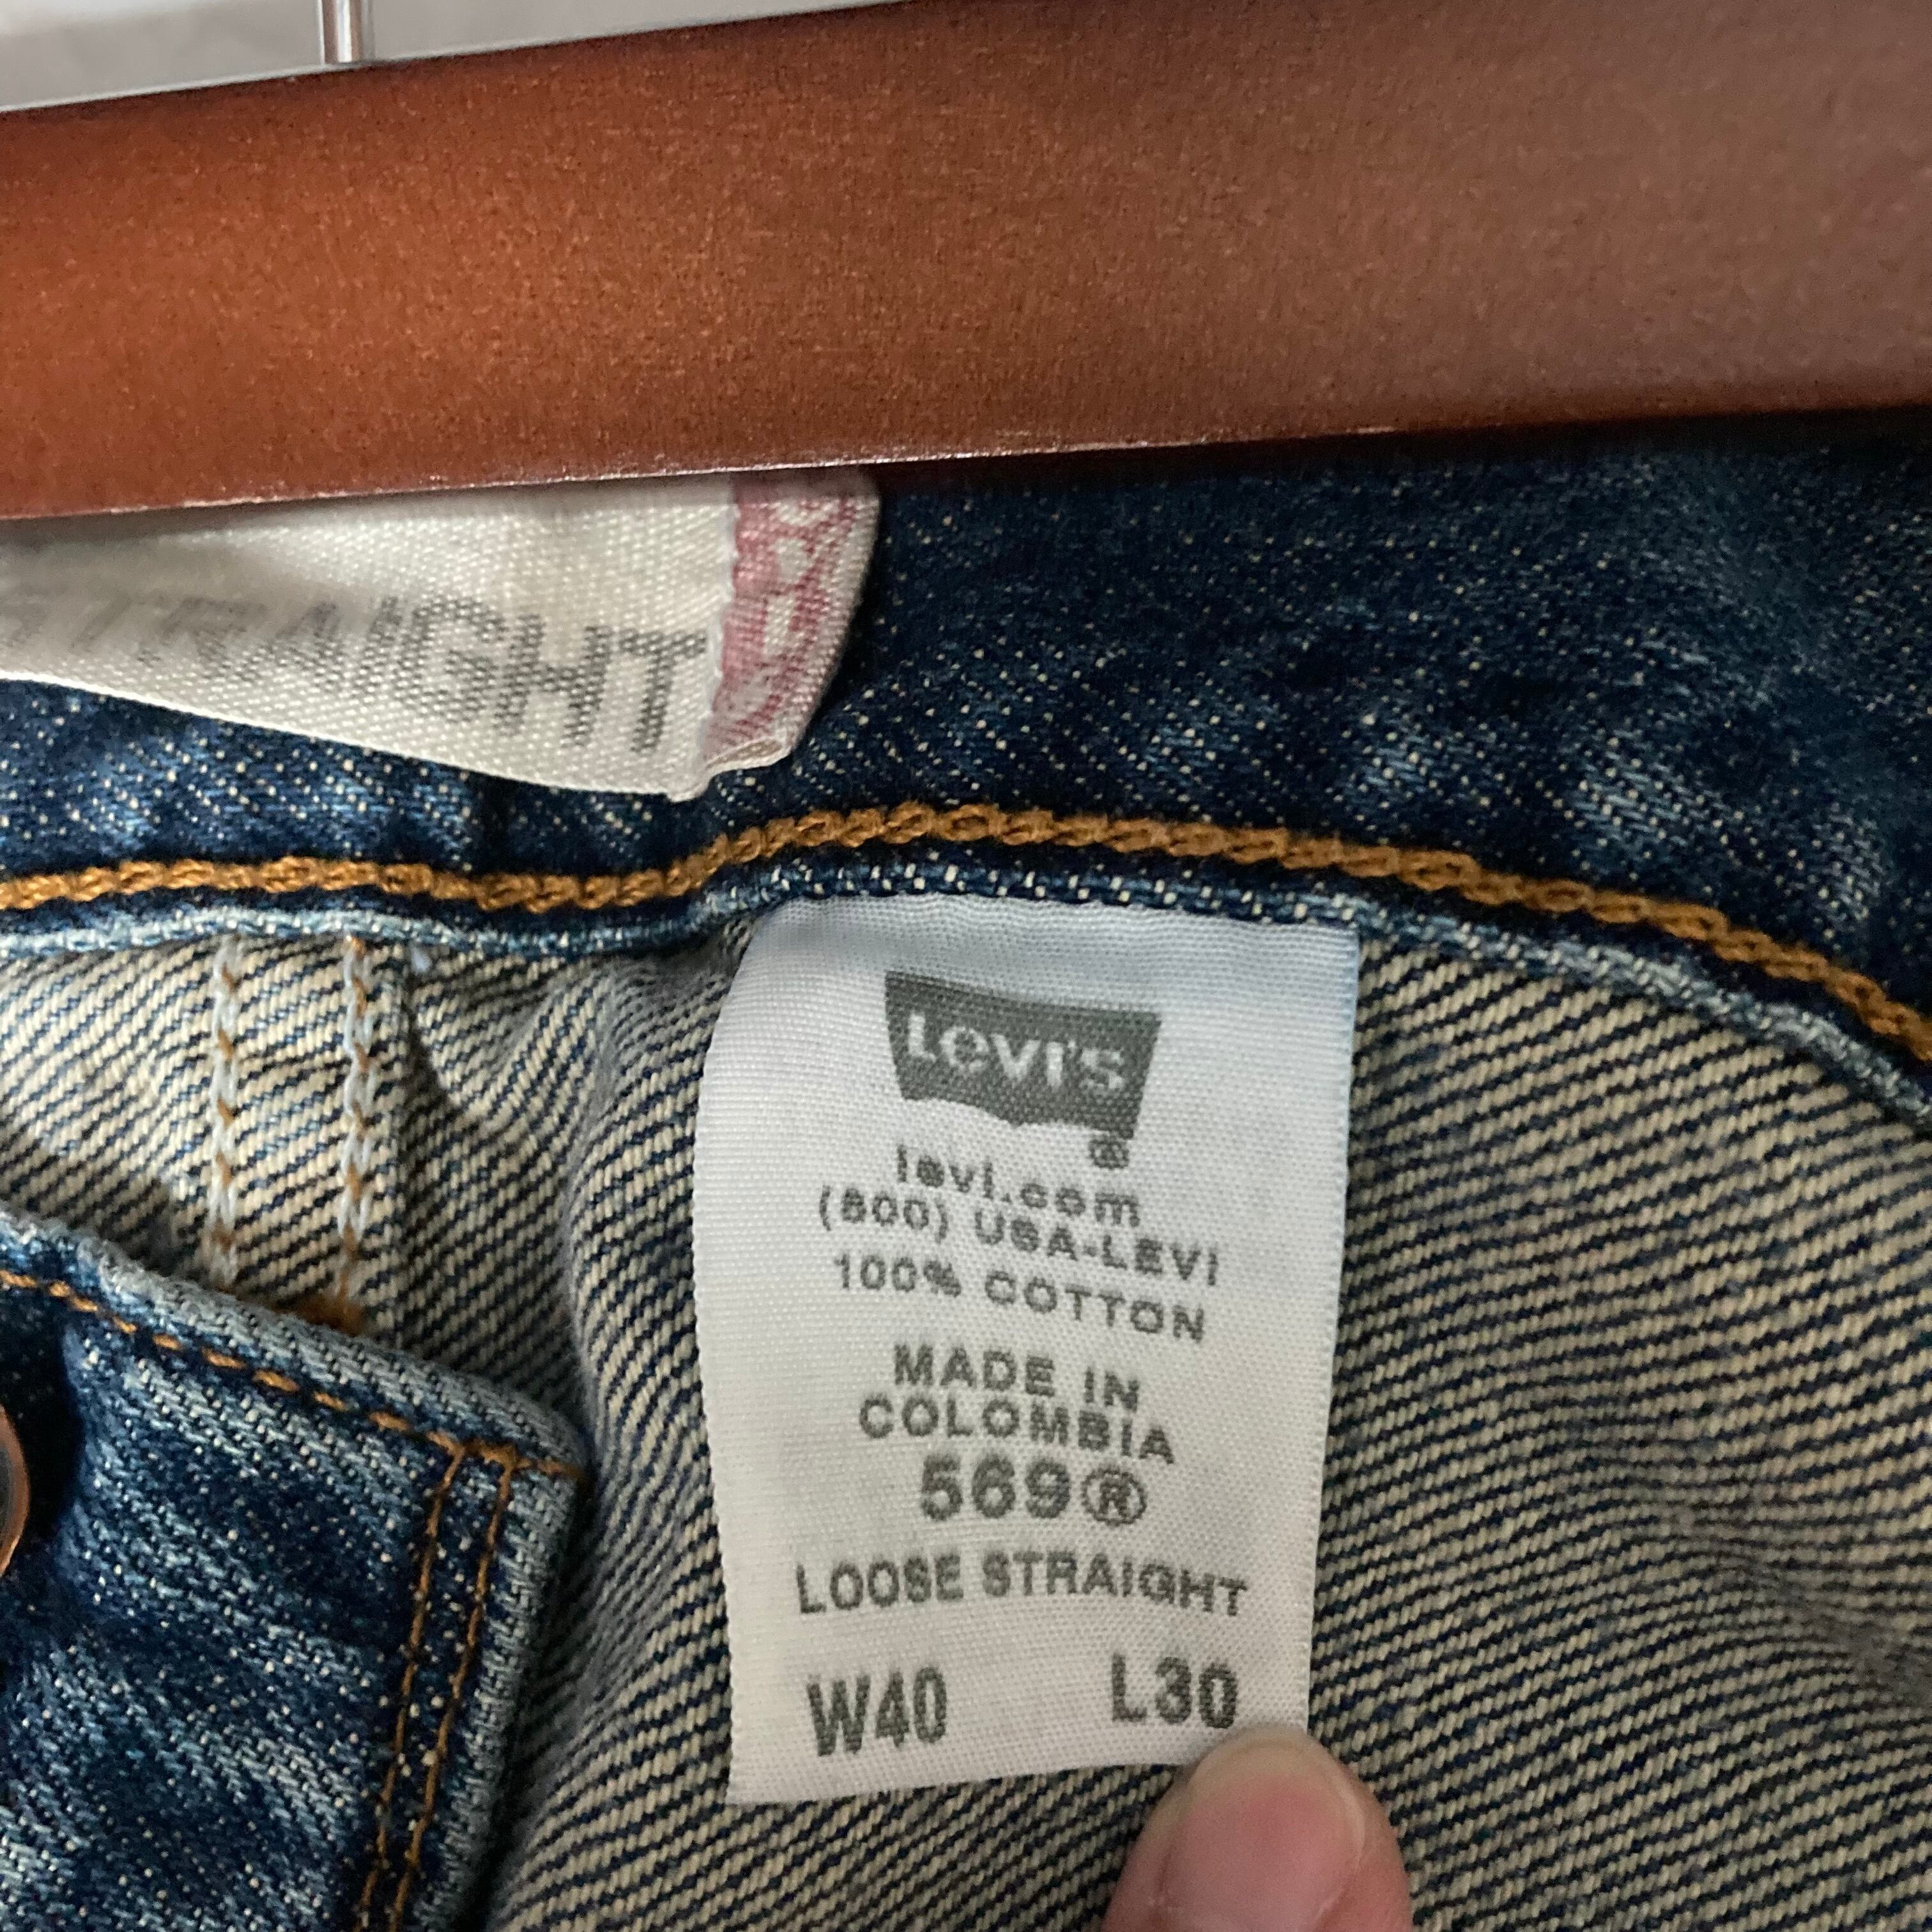 STRAIGHT
Levi's
®
levi.com
(800) USA-LEVI
100% COTTON
MADE IN
COLOMBIA
569®
LOOSE STRAIGHT
W40 L30